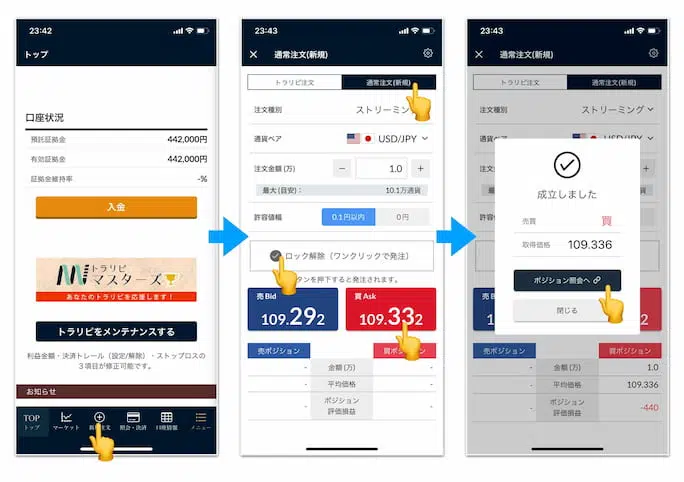 23:42
トップ
口座状況
預託証拠金 442,000円
有効証拠金 442,000円
証拠金維持率 -%
入金
トラリピ
マスターズ
あなたのトラリピを応援します！
トラリピをメンテナンスする
利益金額・決済トレール（設定/解除）・ストップロスの
３項目が修正可能です。
お知らせ
TOP
トップ マーケット 新規注文 照会・決済 口座情報 メニュー
23:43
通常注文(新規)
トラリピ注文 通常注文(新規)
注文種別 ストリーミング
通貨ペア USD/JPY
注文金額 (万) 1.0
最大 (目安)： 10.1万通貨
許容値幅 0.1円以内 0円
ロック解除（ワンクリックで発注）
タンを押下すると発注されます。
売 Bid 買 Ask
109.292 109.332
売ポジション 買ポジション
- 金額 (万) -
- 平均価格 -
- ポジション
評価損益 -
23:43
通常注文(新規)
トラリピ注文 通常注文(新規)
注文種別 ストリーミング
通貨ペア USD/JPY
注文金
成立しました
売買 買
取得価格 109.336
ポジション照会へ
閉じる
売ポジション 買ポジション
- 金額 (万) 1.0
- 平均価格 109.336
- ポジション
評価損益 -440